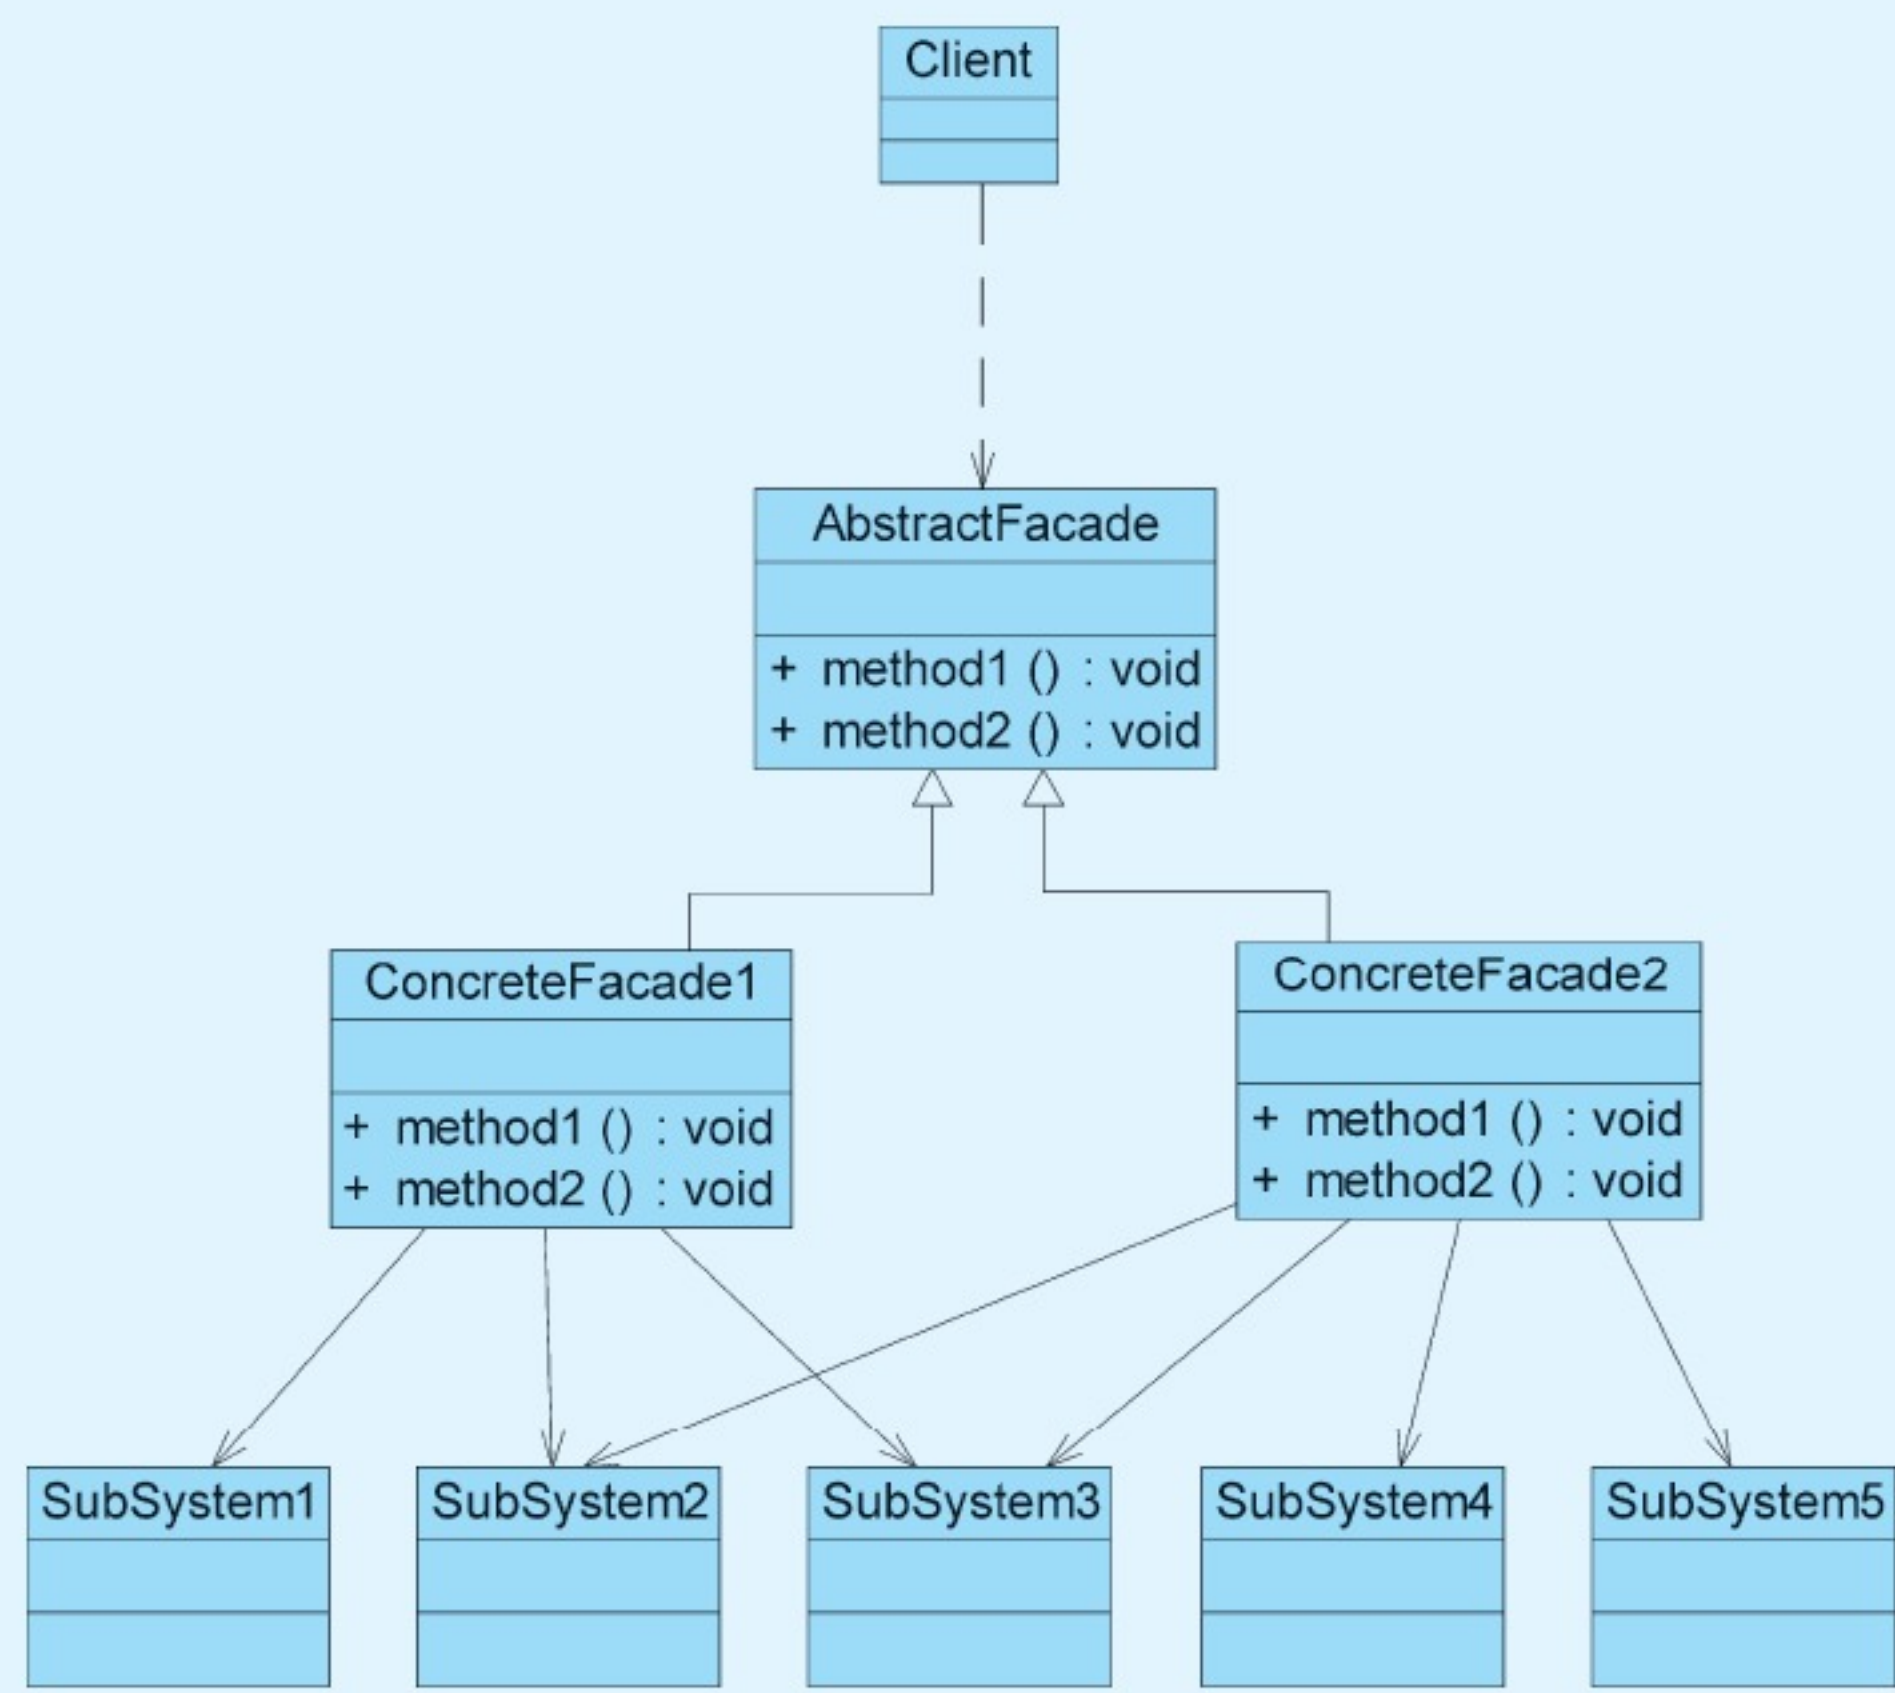 Client
AbstractFacade
+ method1 () : void
+ method2 () : void
ConcreteFacade1
+ method1 () : void
+ method2 () : void
ConcreteFacade2
+ method1 () : void
+ method2 () : void
SubSystem1
SubSystem2
SubSystem3
SubSystem4
SubSystem5